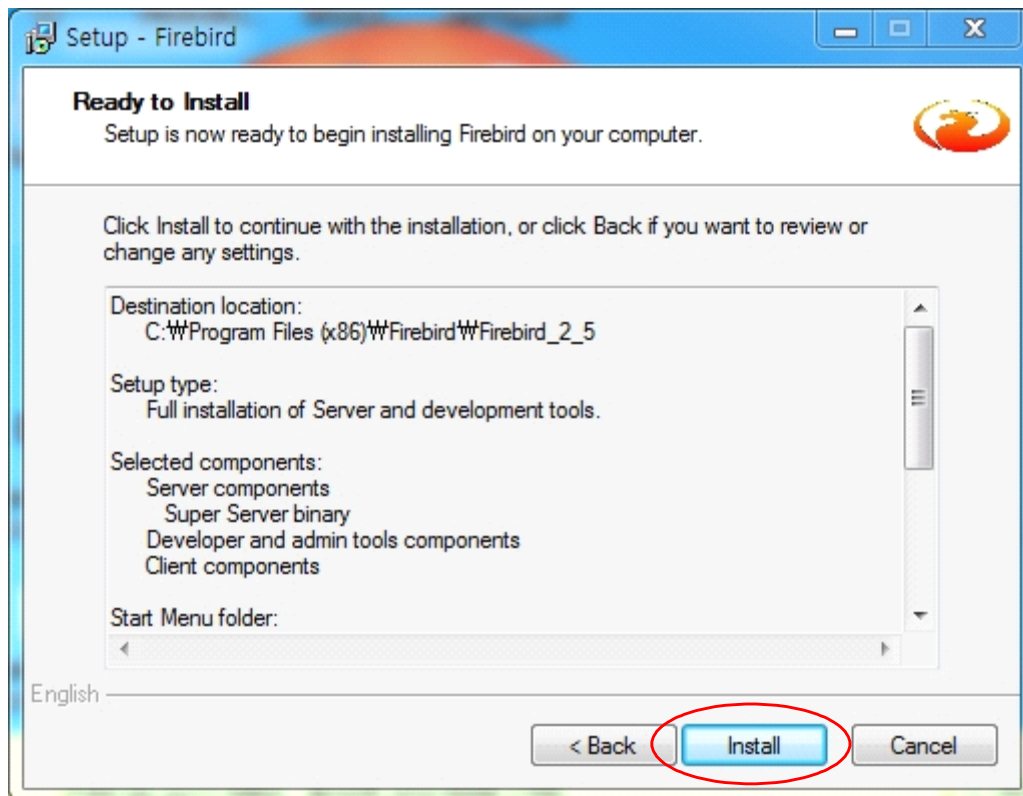 Setup - Firebird
Ready to Install
Setup is now ready to begin installing Firebird on your computer.
Click Install to continue with the installation, or click Back if you want to review or
change any settings.
Destination location:
C:₩Program Files (x86)₩Firebird₩Firebird_2_5
Setup type:
Full installation of Server and development tools.
Selected components:
Server components
Super Server binary
Developer and admin tools components
Client components
Start Menu folder:
English
< Back
Install
Cancel